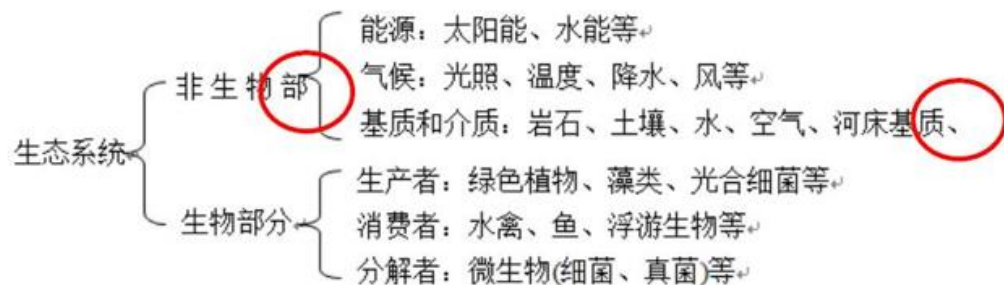 能源：太阳能、水能等
非生物部
气候：光照、温度、降水、风等
基质和介质：岩石、土壤、水、空气、河床基质、
生态系统
生产者：绿色植物、藻类、光合细菌等
生物部分
消费者：水禽、鱼、浮游生物等
分解者：微生物(细菌、真菌)等